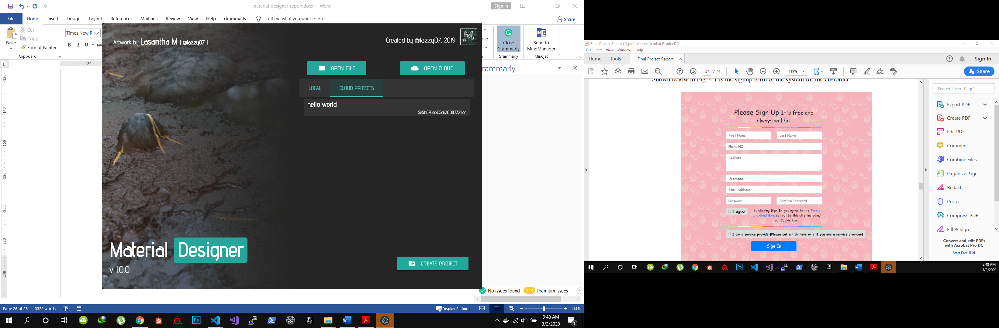 material_designer_report.docx - Word
Sign in
File Home Insert Design Layout References Mailings Review View Help Grammarly Tell me what you want to do
Share
Paste
Cut
Copy
Format Painter
Clipboard
Times New R
B I U abc
Close
Grammarly
Grammarly
Send to
MindManager
Mindjet
20
120
140
160
180
200
220
240
Artwork by Lasantha M ( @lazzy07 )
Created by @lazzy07, 2019
M
OPEN FILE
OPEN CLOUD
LOCAL
CLOUD PROJECTS
hello world
5e5b876be05c62001f7324ee
Material Designer
v 1.0.0
CREATE PROJECT
rammarly
No issues found
123 Premium issues
Page 26 of 26 3322 words
Display Settings
114%
Ps
EPIC
GAMES
9:48 AM
3/2/2020
1
Final Project Report (1).pdf - Adobe Acrobat Reader DC
File Edit View Window Help
Home Tools Final Project Report...
Sign In
27 / 44
119%
Share
Shown below in Fig. 4.1 is the signup form of the system for the customer.
Please Sign Up It's free and
always will be.
First Name
Last Name
Phone NO
Address
Username
Email Address
Password
Confirm Password
I Agree
By clicking Sign In, you agree to the Terms
and Conditions set out by this site, including
our Cookie Use.
I am a service provider(Please put a tick here only if you are a service provider)
Sign In
Search 'Insert Page'
Export PDF
Create PDF
Edit PDF
Comment
Combine Files
Organize Pages
Redact
Protect
Compress PDF
Fill & Sign
Convert and edit PDFs
with Acrobat Pro DC
Start Free Trial
Ps
EPIC
GAMES
9:48 AM
3/2/2020